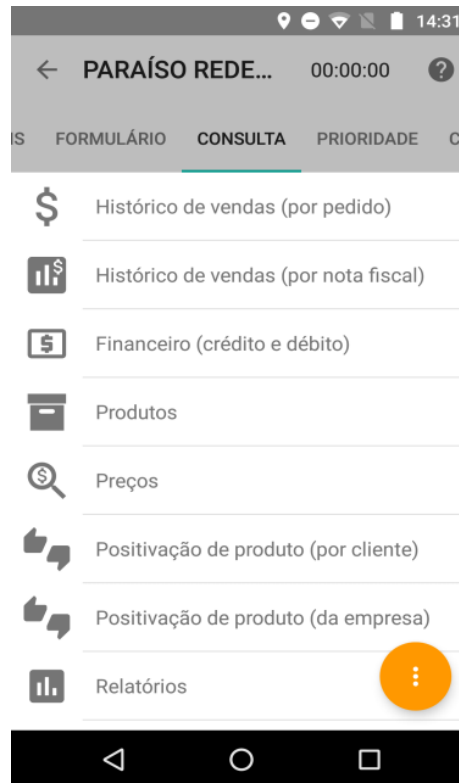 14:31
PARAÍSO REDE... 00:00:00 ?
IS FORMULÁRIO CONSULTA PRIORIDADE C
Histórico de vendas (por pedido)
Histórico de vendas (por nota fiscal)
Financeiro (crédito e débito)
Produtos
Preços
Positivação de produto (por cliente)
Positivação de produto (da empresa)
Relatórios